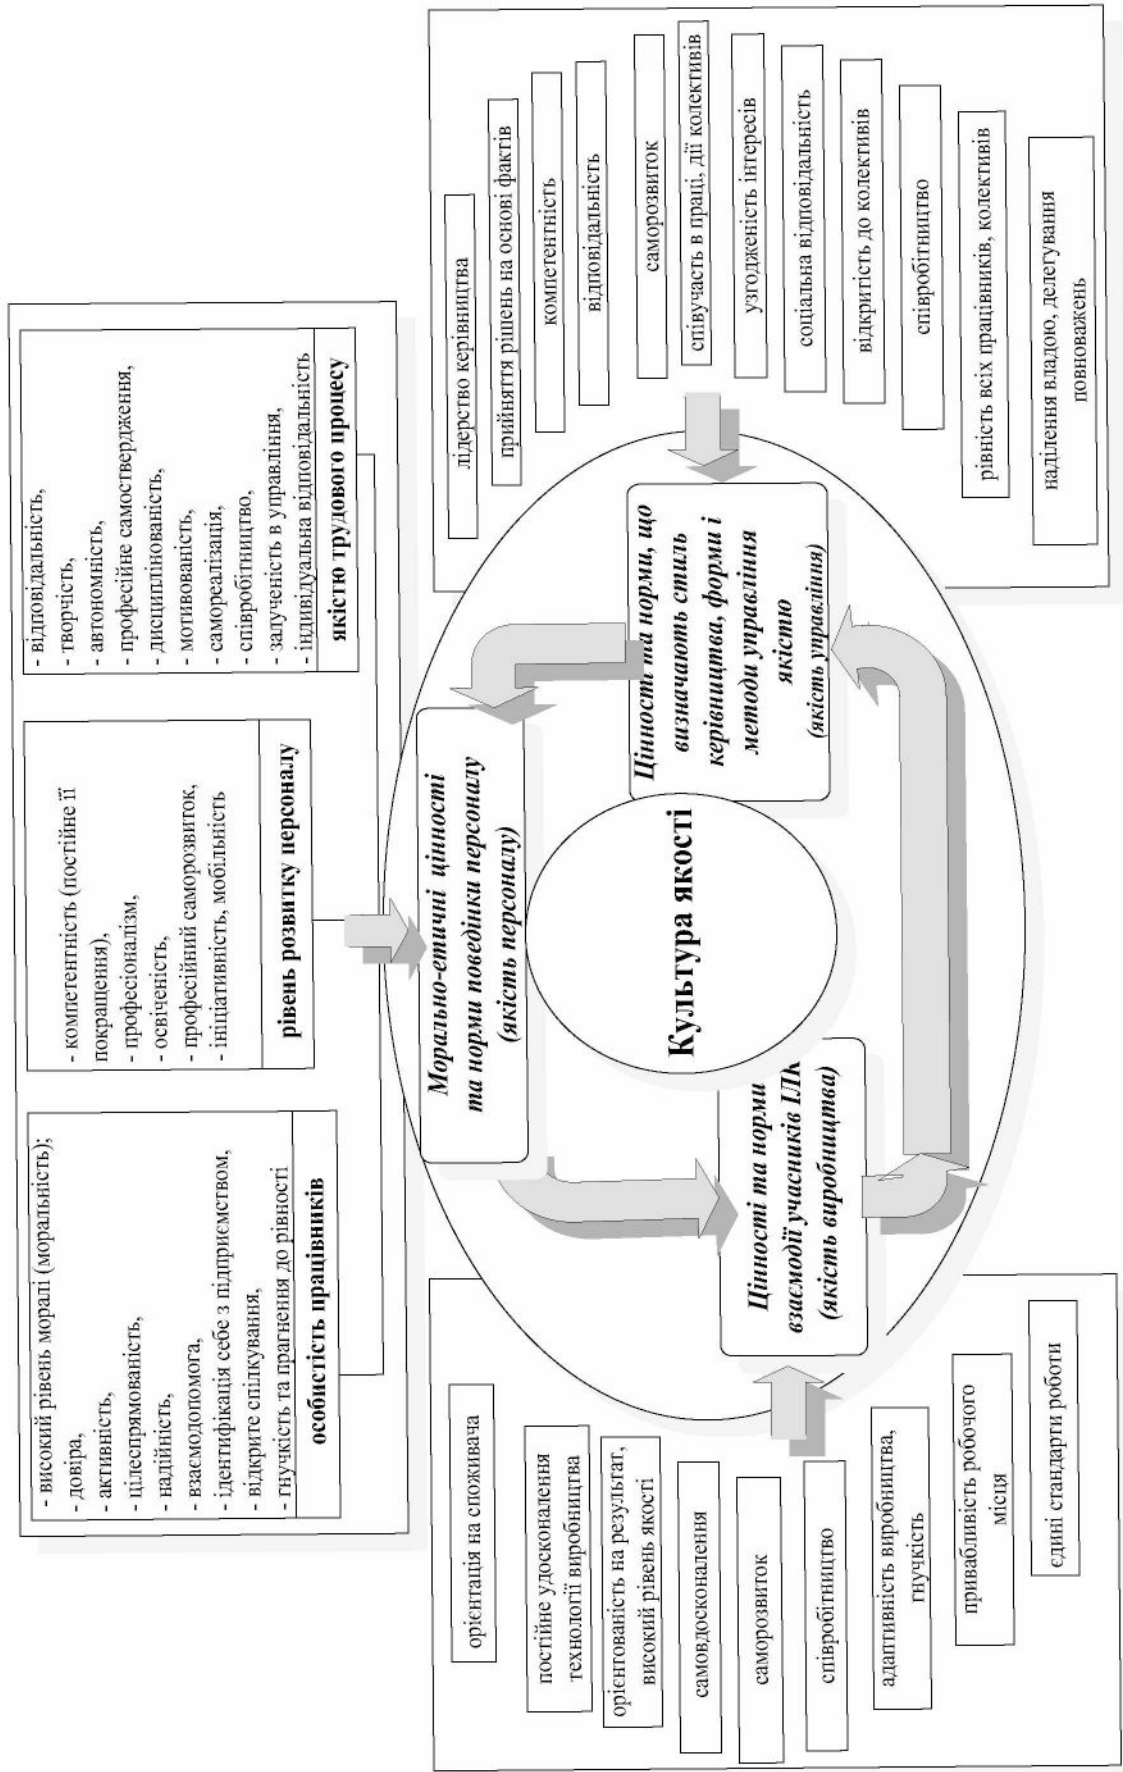 - високий рівень моралі (моральність);
- довіра,
- активність,
- цілеспрямованість,
- надійність,
- взаємодопомога,
- ідентифікація себе з підприємством,
- відкрите спілкування,
- гнучкість та прагнення до рівності
особистість працівників
- компетентність (постійне її
покращення),
- професіоналізм,
- освіченість,
- професійний саморозвиток,
- ініціативність, мобільність
рівень розвитку персоналу
- відповідальність,
- творчість,
- автономність,
- професійне самоствердження,
- дисциплінованість,
- мотивованість,
- самореалізація,
- співробітництво,
- залученість в управління,
- індивідуальна відповідальність
якістю трудового процесу
орієнтація на споживача
постійне удосконалення
технології виробництва
орієнтованість на результат,
високий рівень якості
самовдосконалення
саморозвиток
співробітництво
адаптивність виробництва,
гнучкість
привабливість робочого
місця
єдині стандарти роботи
Морально-етичні цінності
та норми поведінки персоналу
(якість персоналу)
Культура якості
Цінності та норми
взаємодії учасників ІЛК
(якість виробництва)
Цінності та норми, що
визначають стиль
керівництва, форми і
методи управління
якістю
(якість управління)
лідерство керівництва
прийняття рішень на основі фактів
компетентність
відповідальність
саморозвиток
співучасть в праці, дії колективів
узгодженість інтересів
соціальна відповідальність
відкритість до колективів
співробітництво
рівність всіх працівників, колективів
наділення владою, делегування
повноважень